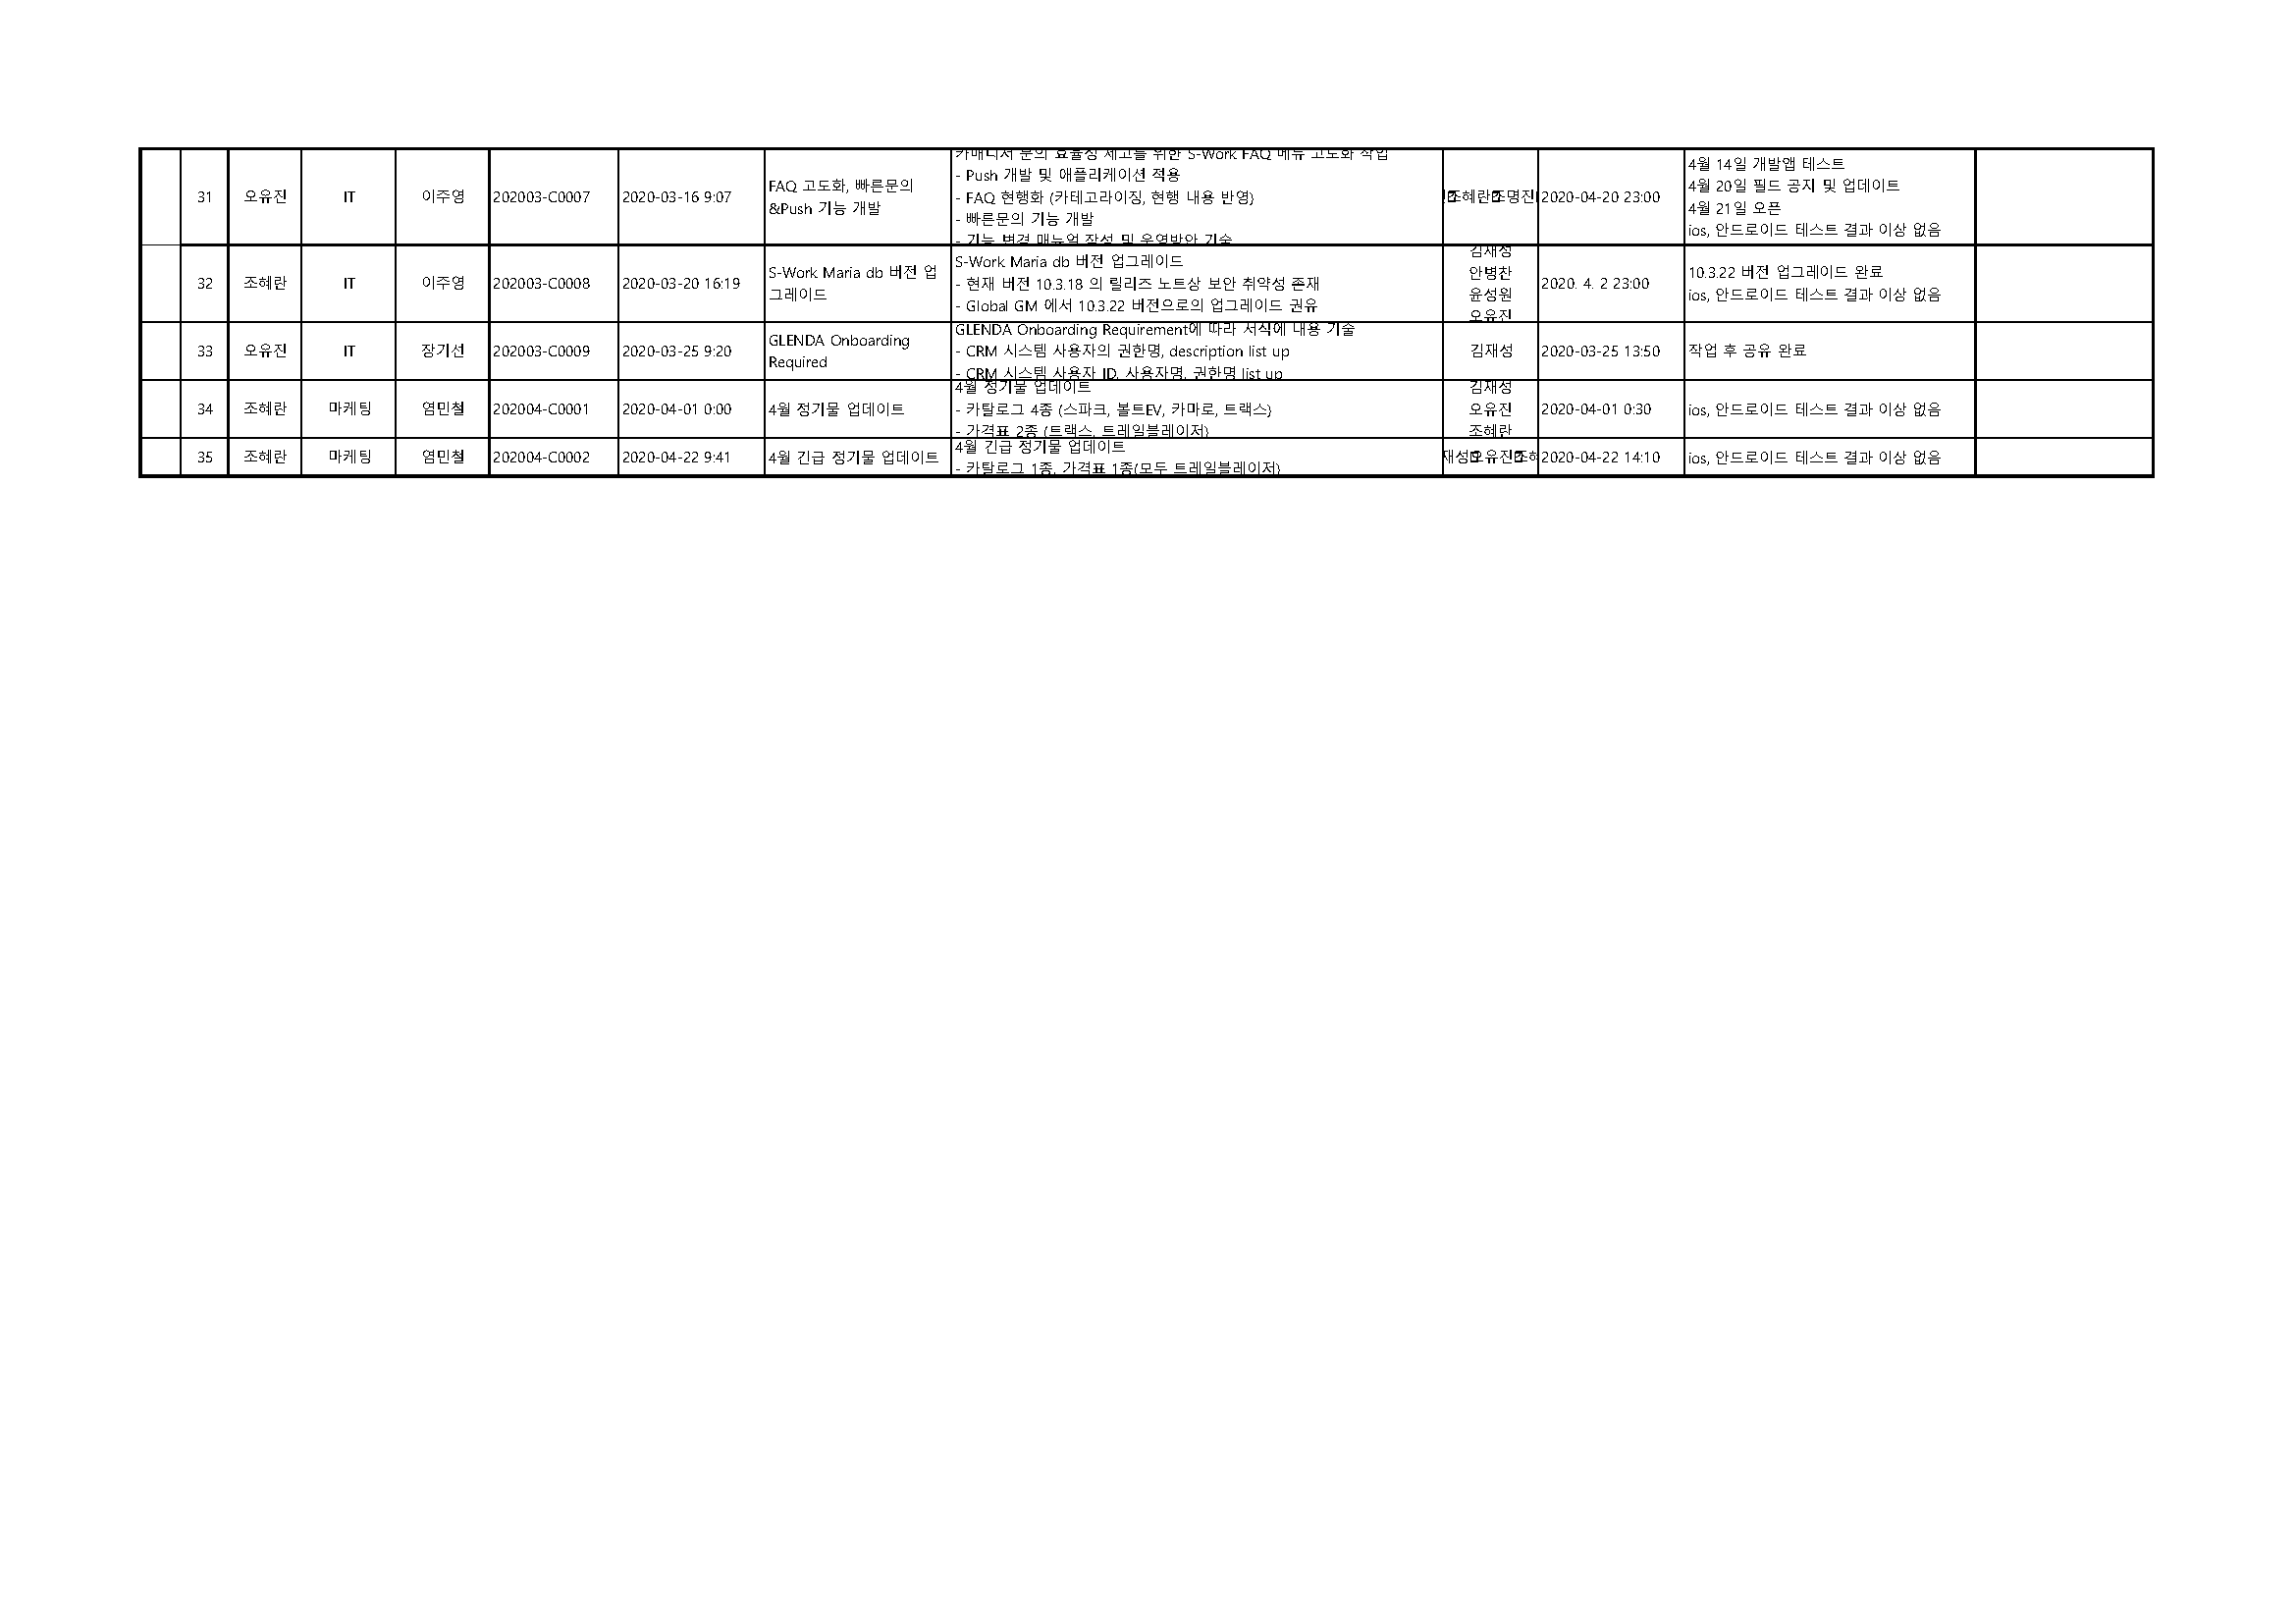 31 오유진 IT 이주영 202003-C0007 2020-03-16 9:07
FAQ 고도화, 빠른문의
&Push 기능 개발
카매니저 문의 효율성 제고를 위한 S-Work FAQ 메뉴 고도화 작업
- Push 개발 및 애플리케이션 적용
- FAQ 현행화 (카테고라이징, 현행 내용 반영)
- 빠른문의 기능 개발
- 기능 변경 매뉴얼 작성 및 운영방안 기술
조혜란 조명진
2020-04-20 23:00
4월 14일 개발앱 테스트
4월 20일 필드 공지 및 업데이트
4월 21일 오픈
ios, 안드로이드 테스트 결과 이상 없음
32 조혜란 IT 이주영 202003-C0008 2020-03-20 16:19
S-Work Maria db 버전 업
그레이드
S-Work Maria db 버전 업그레이드
- 현재 버전 10.3.18 의 릴리즈 노트상 보안 취약성 존재
- Global GM 에서 10.3.22 버전으로의 업그레이드 권유
김재성
안병찬
윤성원
오유진
2020. 4. 2 23:00
10.3.22 버전 업그레이드 완료
ios, 안드로이드 테스트 결과 이상 없음
33 오유진 IT 장기선 202003-C0009 2020-03-25 9:20
GLENDA Onboarding
Required
GLENDA Onboarding Requirement에 따라 서식에 내용 기술
- CRM 시스템 사용자의 권한명, description list up
- CRM 시스템 사용자 ID, 사용자명, 권한명 list up
김재성
2020-03-25 13:50
작업 후 공유 완료
34 조혜란 마케팅 염민철 202004-C0001 2020-04-01 0:00
4월 정기물 업데이트
4월 정기물 업데이트
- 카탈로그 4종 (스파크, 볼트EV, 카마로, 트랙스)
- 가격표 2종 (트랙스, 트레일블레이저)
김재성
오유진
조혜란
2020-04-01 0:30
ios, 안드로이드 테스트 결과 이상 없음
35 조혜란 마케팅 염민철 202004-C0002 2020-04-22 9:41
4월 긴급 정기물 업데이트
4월 긴급 정기물 업데이트
- 카탈로그 1종, 가격표 1종(모두 트레일블레이저)
재성 오유진 조혜
2020-04-22 14:10
ios, 안드로이드 테스트 결과 이상 없음